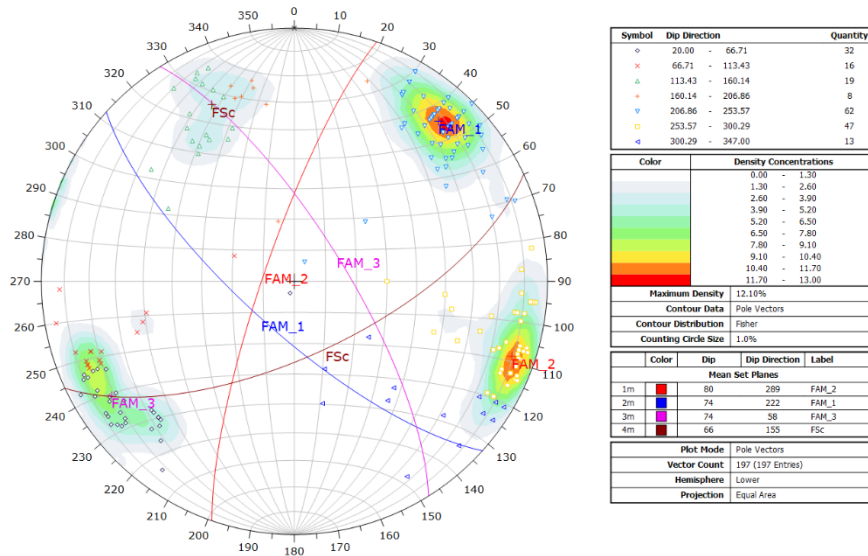 0
10
20
30
40
50
60
70
80
90
100
110
120
130
140
150
160
170
180
190
200
210
220
230
240
250
260
270
280
290
300
310
320
330
340
350
FSc
FAM_1
FAM_2
FAM_3
FAM_1
FSc
FAM_2
FAM_3
Symbol Dip Direction Quantity
20.00 - 66.71 32
66.71 - 113.43 16
113.43 - 160.14 19
160.14 - 206.86 8
206.86 - 253.57 62
253.57 - 300.29 47
300.29 - 347.00 13
Color Density Concentrations
0.00 - 1.30
1.30 - 2.60
2.60 - 3.90
3.90 - 5.20
5.20 - 6.50
6.50 - 7.80
7.80 - 9.10
9.10 - 10.40
10.40 - 11.70
11.70 - 13.00
Maximum Density 12.10%
Contour Data Pole Vectors
Contour Distribution Fisher
Counting Circle Size 1.0%
Color Dip Dip Direction Label
Mean Set Planes
1m 80 289 FAM_2
2m 74 222 FAM_1
3m 74 58 FAM_3
4m 66 155 FSc
Plot Mode Pole Vectors
Vector Count 197 (197 Entries)
Hemisphere Lower
Projection Equal Area